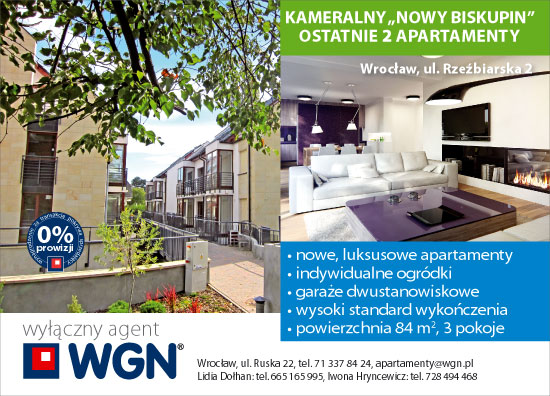 KAMERALNY „NOWY BISKUPIN”
OSTATNIE 2 APARTAMENTY
Wrocław, ul. Rzeźbiarska 2
0%
prowizji
• nowe, luksusowe apartamenty
• indywidualne ogródki
• garaże dwustanowiskowe
• wysoki standard wykończenia
• powierzchnia 84 m², 3 pokoje
wyłączny agent
WGN®
Wrocław, ul. Ruska 22, tel. 71 337 84 24, apartamenty@wgn.pl
Lidia Dołhan: tel. 665 165 995, Iwona Hryncewicz: tel. 728 494 468